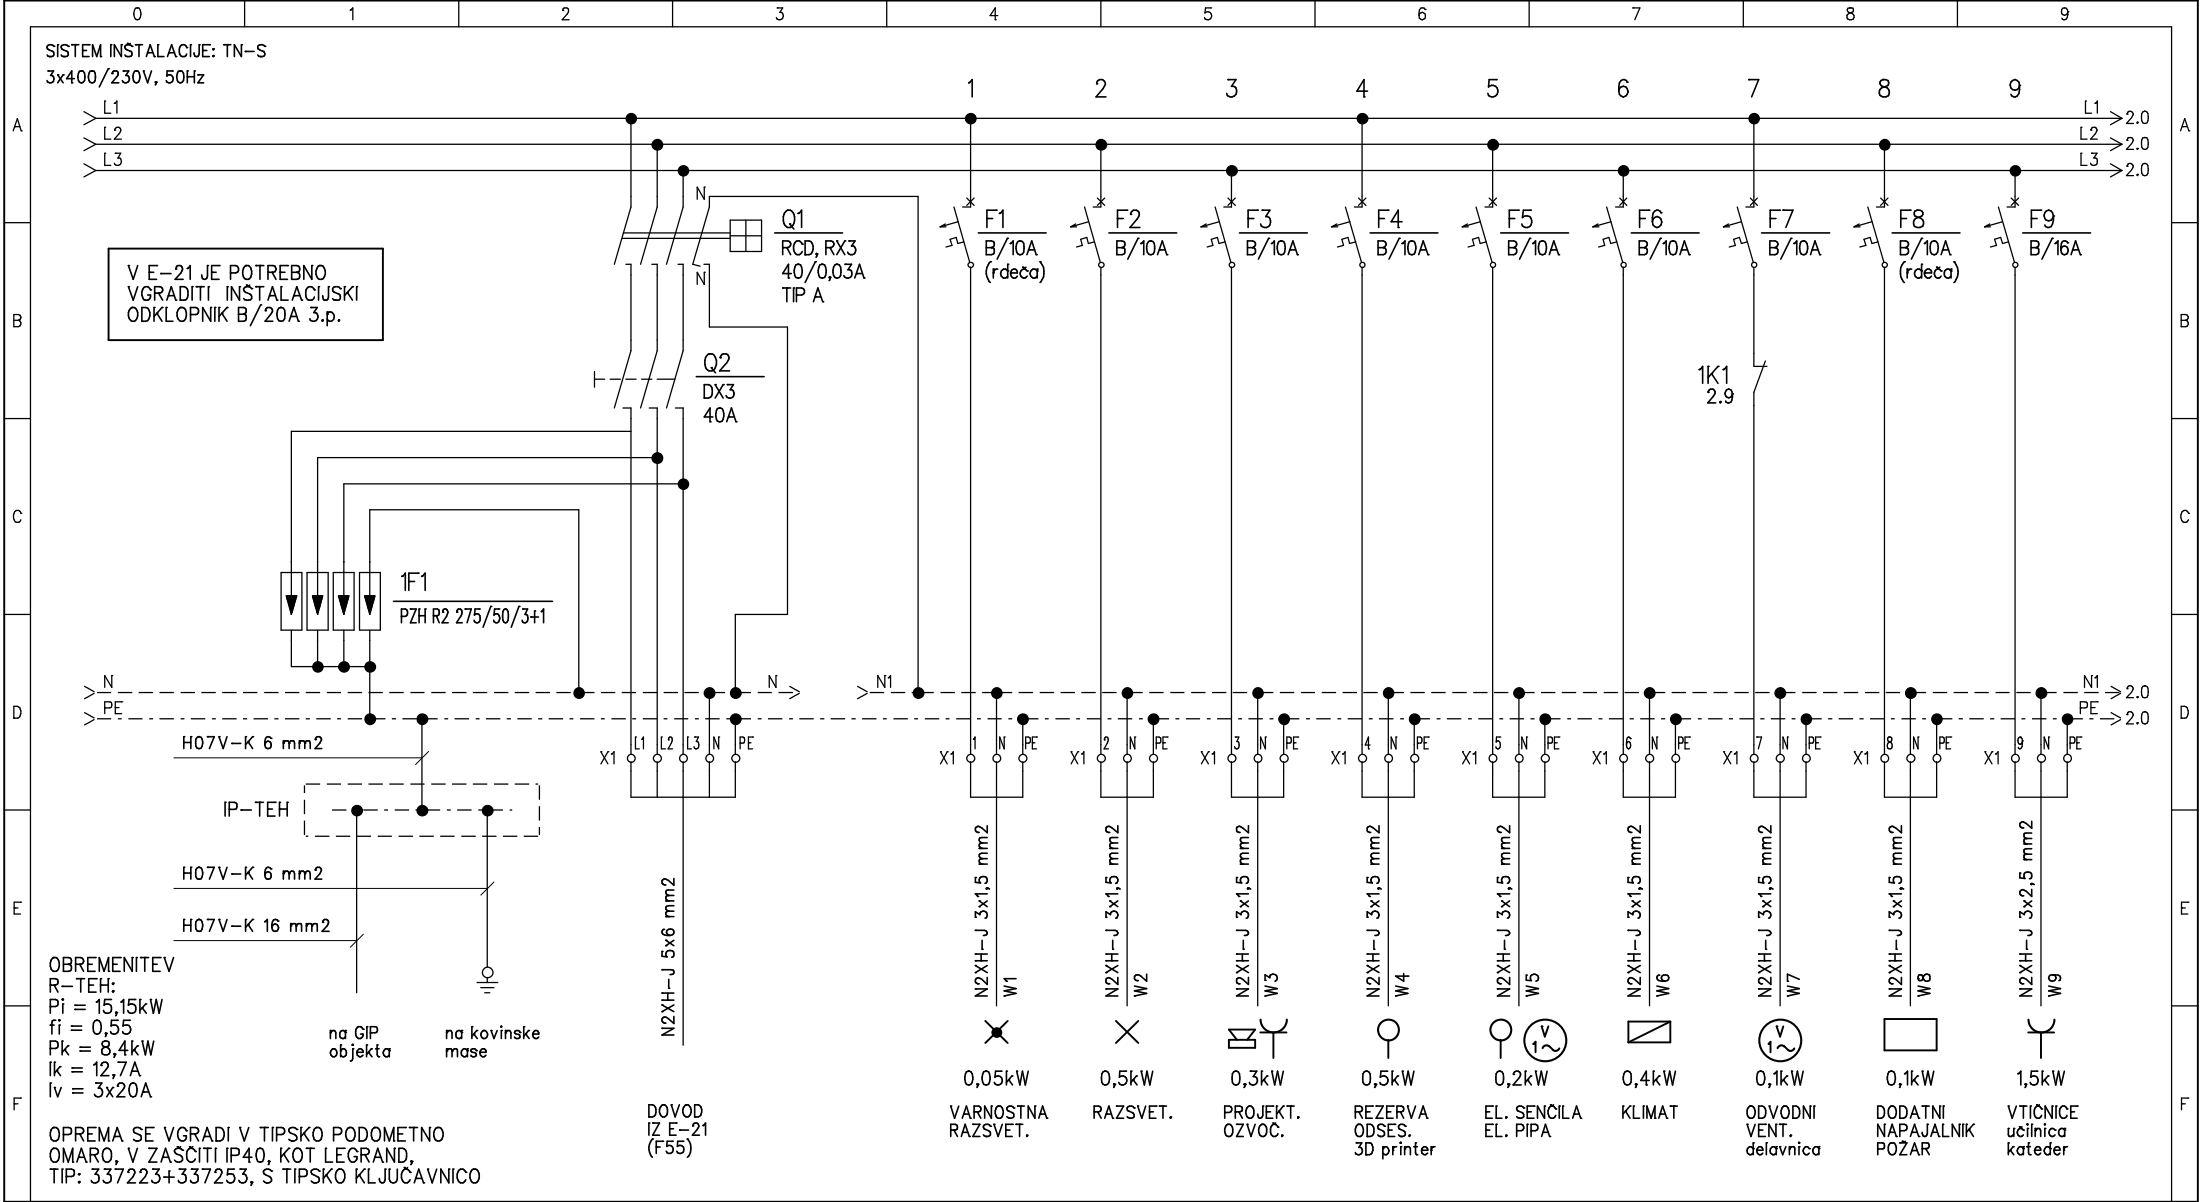 0 1 2 3 4 5 6 7 8 9
SISTEM INŠTALACIJE: TN-S
3x400/230V, 50Hz
1 2 3 4 5 6 7 8 9
L1 L1 2.0
A A
L2 L2 2.0
L3 L3 2.0
N
Q1
RCD, RX3
40/0,03A
TIP A
N
F1
B/10A
(rdeča)
F2
B/10A
F3
B/10A
F4
B/10A
F5
B/10A
F6
B/10A
F7
B/10A
F8
B/10A
(rdeča)
F9
B/16A
V E-21 JE POTREBNO
VGRADITI INŠTALACIJSKI
ODKLOPNIK B/20A 3.p.
B B
Q2
DX3
40A
1K1
2.9
C C
1F1
PZH R2 275/50/3+1
N N N1 N1 2.0
D D
PE PE 2.0
H07V-K 6 mm2
X1 L1 L2 L3 N PE
X1 1 N PE
X1 2 N PE
X1 3 N PE
X1 4 N PE
X1 5 N PE
X1 6 N PE
X1 7 N PE
X1 8 N PE
X1 9 N PE
IP-TEH
H07V-K 6 mm2
E E
H07V-K 16 mm2
N2XH-J 5x6 mm2
N2XH-J 3x1,5 mm2
W1
N2XH-J 3x1,5 mm2
W2
N2XH-J 3x1,5 mm2
W3
N2XH-J 3x1,5 mm2
W4
N2XH-J 3x1,5 mm2
W5
N2XH-J 3x1,5 mm2
W6
N2XH-J 3x1,5 mm2
W7
N2XH-J 3x1,5 mm2
W8
N2XH-J 3x2,5 mm2
W9
OBREMENITEV
R-TEH:
Pi = 15,15kW
fi = 0,55
Pk = 8,4kW
Ik = 12,7A
Iv = 3x20A
na GIP
objekta
na kovinske
mase
V
1~
V
1~
F F
DOVOD
IZ E-21
(F55)
0,05kW
VARNOSTNA
RAZSVET.
0,5kW
RAZSVET.
0,3kW
PROJEKT.
OZVOČ.
0,5kW
REZERVA
ODSES.
3D printer
0,2kW
EL. SENČILA
EL. PIPA
0,4kW
KLIMAT
0,1kW
ODVODNI
VENT.
delavnica
0,1kW
DODATNI
NAPAJALNIK
POŽAR
1,5kW
VTIČNICE
učilnica
kateder
OPREMA SE VGRADI V TIPSKO PODOMETNO
OMARO, V ZAŠČITI IP40, KOT LEGRAND,
TIP: 337223+337253, S TIPSKO KLJUČAVNICO